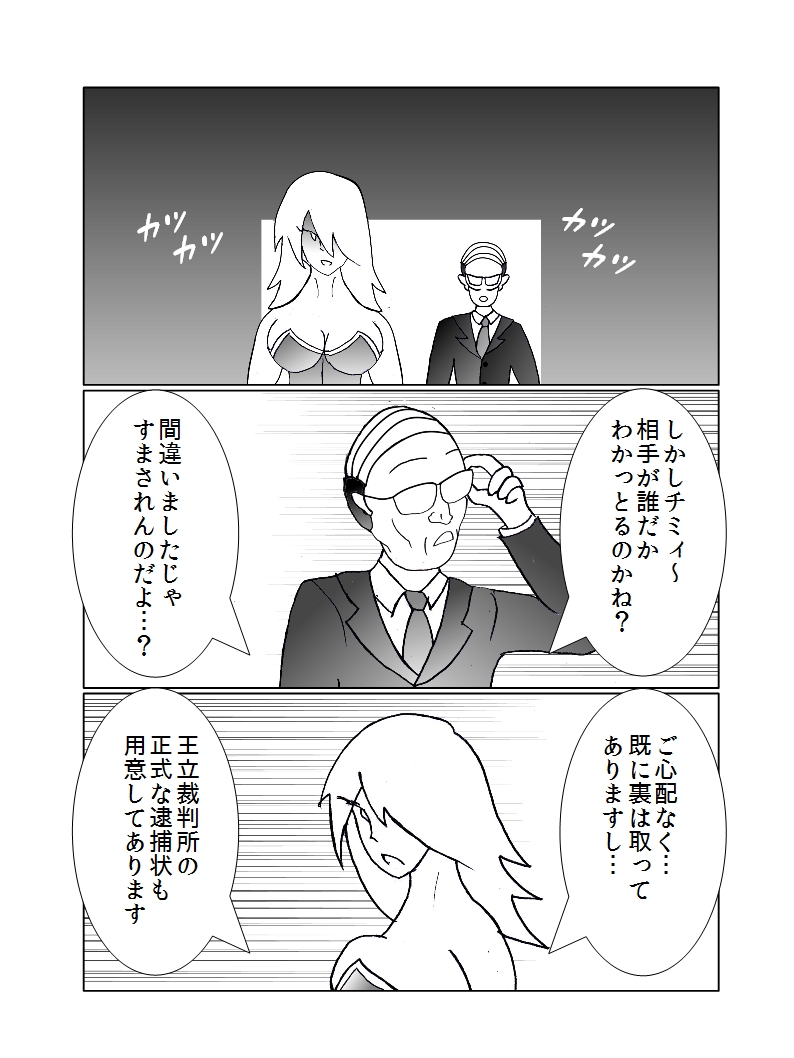 カッ
カッ
カッ
カッ
しかしチミィ～
相手が誰だか
わかっとるのかね？
間違いましたじゃ
すまされんのだよ…？
ご心配なく…
既に裏は取って
ありますし…
王立裁判所の
正式な逮捕状も
用意してあります